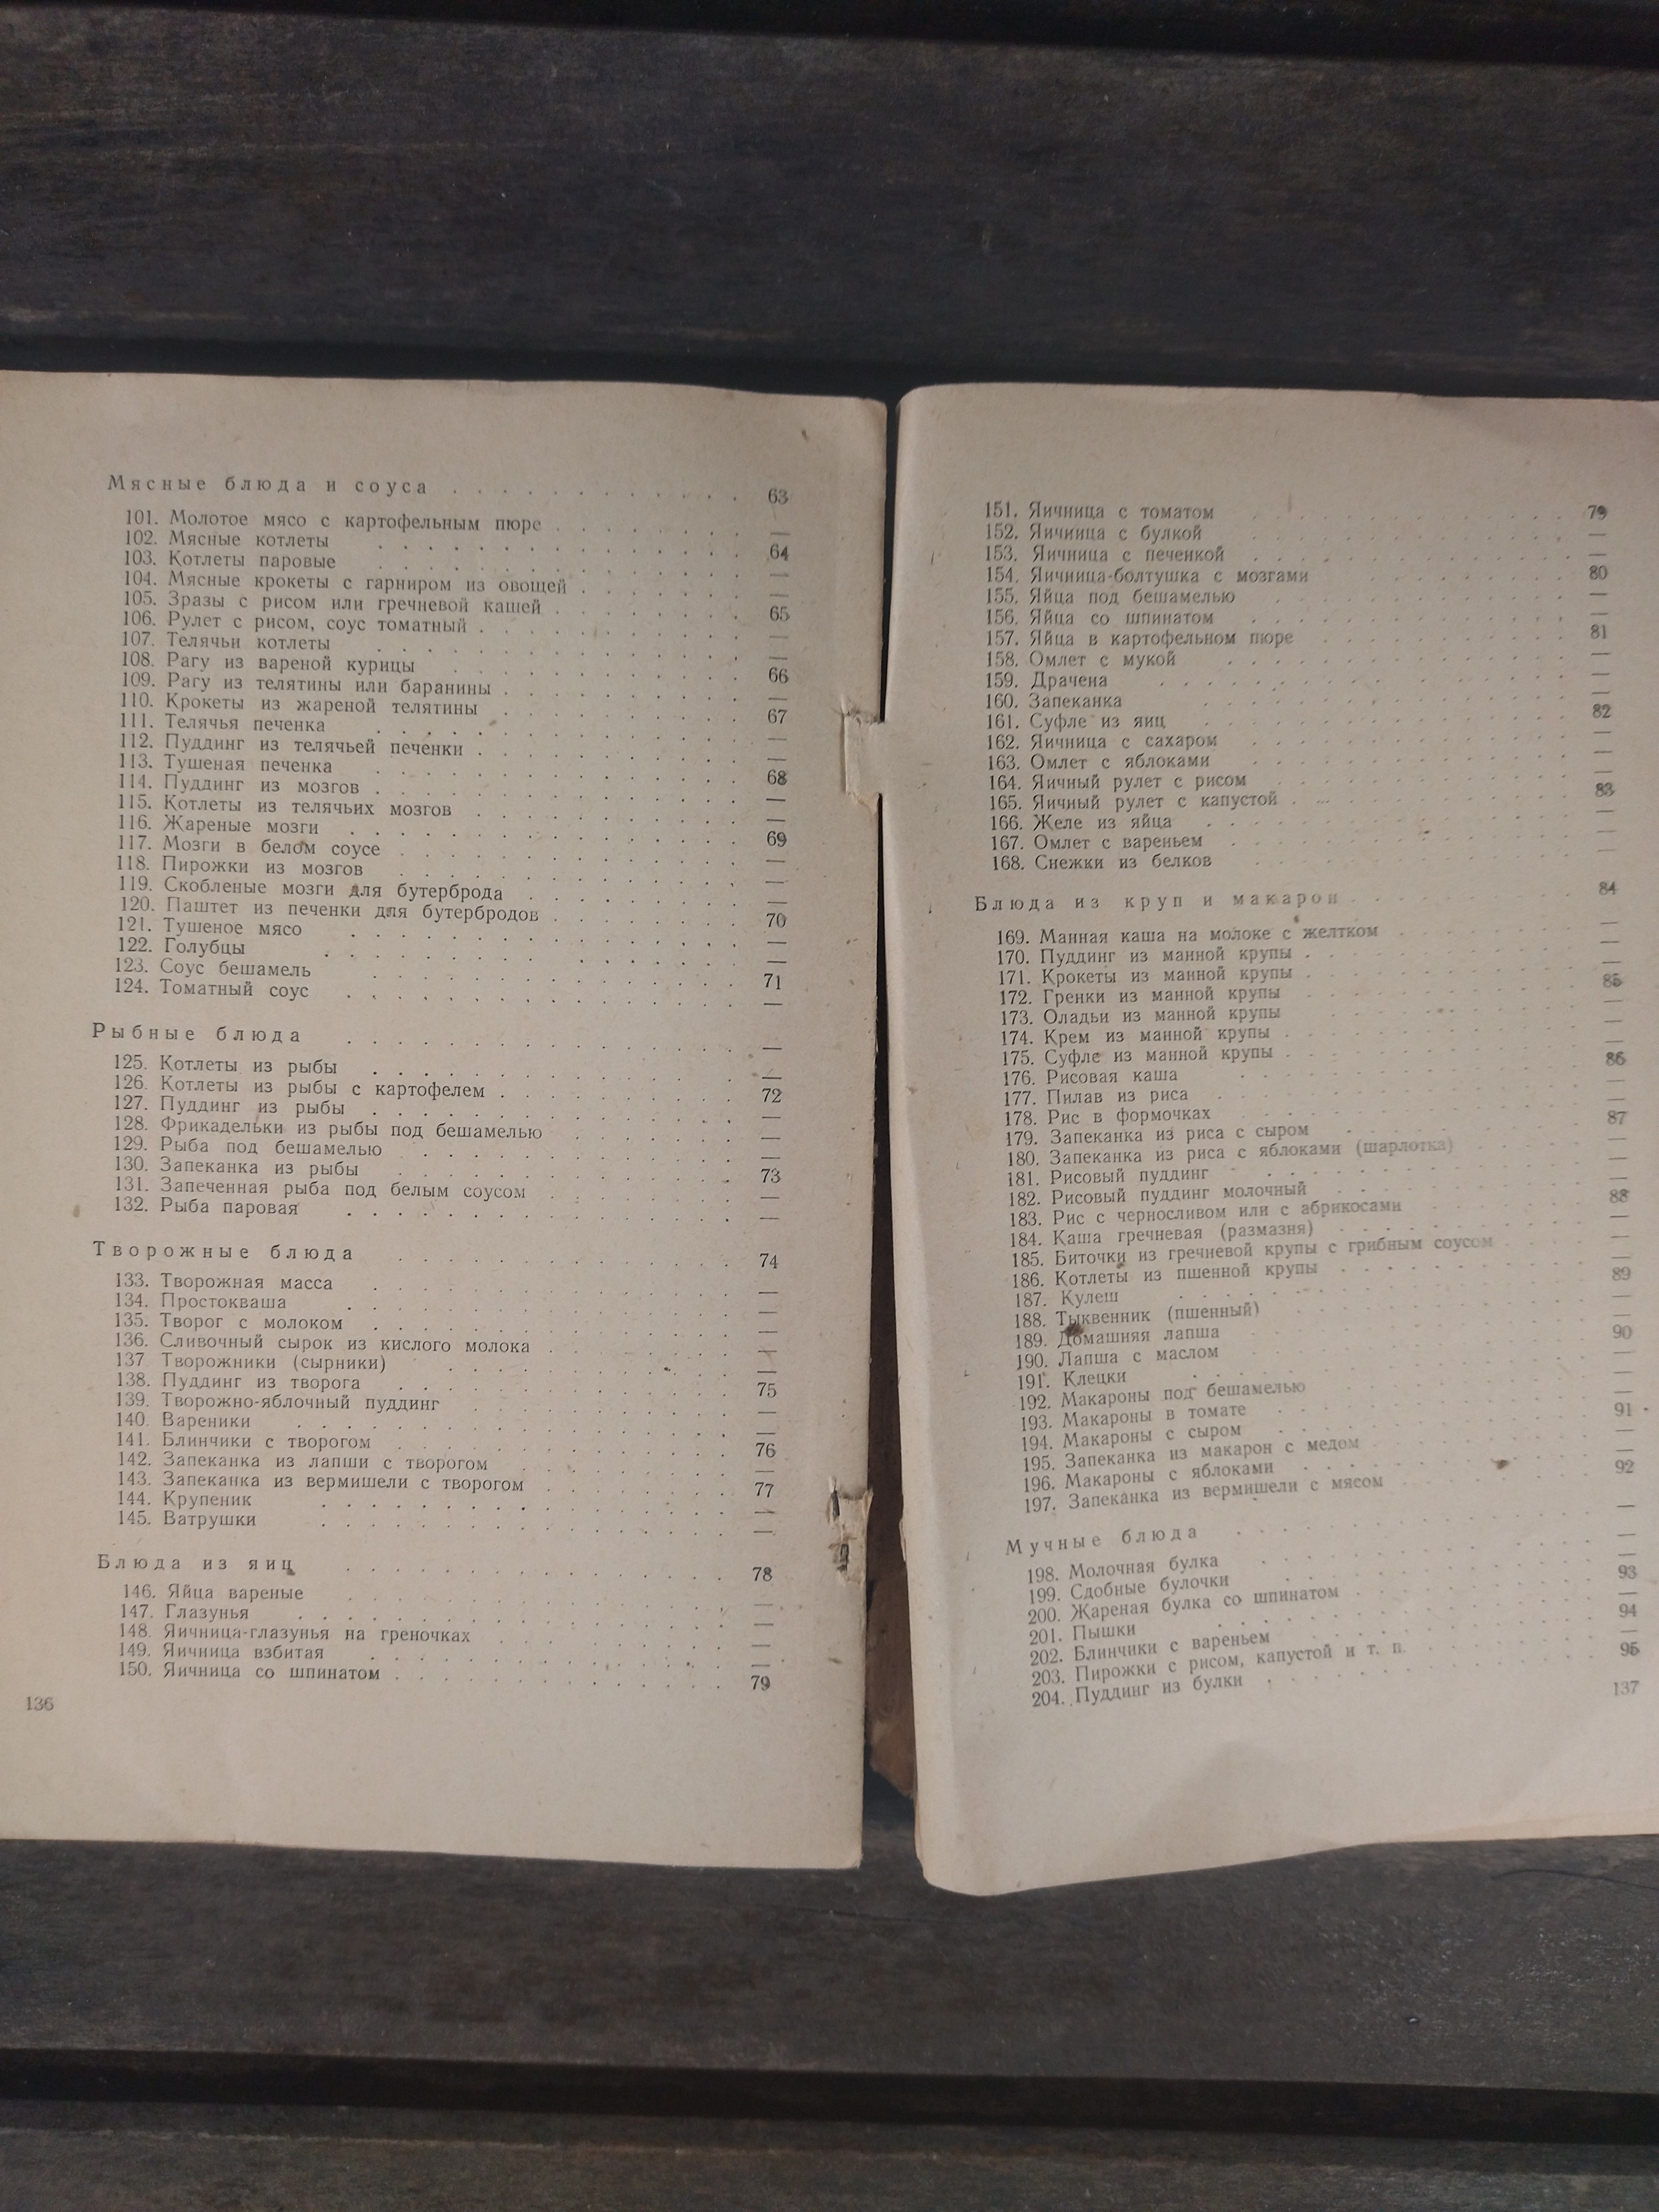 Мясные блюда и соуса . . . 63
101. Молотое мясо с картофельным пюре . . . —
102. Мясные котлеты . . . 64
103. Котлеты паровые . . . —
104. Мясные крокеты с гарниром из овощей . . . —
105. Зразы с рисом или гречневой кашей . . . 65
106. Рулет с рисом, соус томатный . . . —
107. Телячьи котлеты . . . —
108. Рагу из вареной курицы . . . 66
109. Рагу из телятины или баранины . . . —
110. Крокеты из жареной телятины . . . 67
111. Телячья печенка . . . —
112. Пуддинг из телячьей печенки . . . —
113. Тушеная печенка . . . 68
114. Пуддинг из мозгов . . . —
115. Котлеты из телячьих мозгов . . . —
116. Жареные мозги . . . 69
117. Мозги в белом соусе . . . —
118. Пирожки из мозгов . . . —
119. Скобленые мозги для бутерброда . . . —
120. Паштет из печенки для бутербродов . . . 70
121. Тушеное мясо . . . —
122. Голубцы . . . —
123. Соус бешамель . . . 71
124. Томатный соус . . . —
Рыбные блюда . . . —
125. Котлеты из рыбы . . . —
126. Котлеты из рыбы с картофелем . . . 72
127. Пуддинг из рыбы . . . —
128. Фрикадельки из рыбы под бешамелью . . . —
129. Рыба под бешамелью . . . —
130. Запеканка из рыбы . . . 73
131. Запеченная рыба под белым соусом . . . —
132. Рыба паровая . . . —
Творожные блюда . . . 74
133. Творожная масса . . . —
134. Простокваша . . . —
135. Творог с молоком . . . —
136. Сливочный сырок из кислого молока . . . —
137 Творожники (сырники) . . . —
138. Пуддинг из творога . . . 75
139. Творожно-яблочный пуддинг . . . —
140. Вареники . . . —
141. Блинчики с творогом . . . 76
142. Запеканка из лапши с творогом . . . —
143. Запеканка из вермишели с творогом . . . 77
144. Крупеник . . . —
145. Ватрушки . . . —
Блюда из яиц . . . 78
146. Яйца вареные . . . —
147. Глазунья . . . —
148. Яичница-глазунья на греночках . . . —
149. Яичница взбитая . . . —
150. Яичница со шпинатом . . . 79
136
151. Яичница с томатом . . . 79
152. Яичница с булкой . . . —
153. Яичница с печенкой . . . —
154. Яичница-болтушка с мозгами . . . 80
155. Яйца под бешамелью . . . —
156. Яйца со шпинатом . . . —
157. Яйца в картофельном пюре . . . 81
158. Омлет с мукой . . . —
159. Драчена . . . —
160. Запеканка . . . —
161. Суфле из яиц . . . 82
162. Яичница с сахаром . . . —
163. Омлет с яблоками . . . —
164. Яичный рулет с рисом . . . —
165. Яичный рулет с капустой . . . 83
166. Желе из яйца . . . —
167. Омлет с вареньем . . . —
168. Снежки из белков . . . —
Блюда из круп и макарон . . . 84
169. Манная каша на молоке с желтком . . . —
170. Пуддинг из манной крупы . . . —
171. Крокеты из манной крупы . . . —
172. Гренки из манной крупы . . . 85
173. Оладьи из манной крупы . . . —
174. Крем из манной крупы . . . —
175. Суфле из манной крупы . . . —
176. Рисовая каша . . . 86
177. Пилав из риса . . . —
178. Рис в формочках . . . —
179. Запеканка из риса с сыром . . . 87
180. Запеканка из риса с яблоками (шарлотка) . . . —
181. Рисовый пуддинг . . . —
182. Рисовый пуддинг молочный . . . —
183. Рис с черносливом или с абрикосами . . . 88
184. Каша гречневая (размазня) . . . —
185. Биточки из гречневой крупы с грибным соусом . . . —
186. Котлеты из пшенной крупы . . . —
187. Кулеш . . . 89
188. Тыквенник (пшенный) . . . —
189. Домашняя лапша . . . —
190. Лапша с маслом . . . 90
191. Клецки . . . —
192. Макароны под бешамелью . . . —
193. Макароны в томате . . . —
194. Макароны с сыром . . . 91
195. Запеканка из макарон с медом . . . —
196. Макароны с яблоками . . . —
197. Запеканка из вермишели с мясом . . . 92
Мучные блюда . . . —
198. Молочная булка . . . —
199. Сдобные булочки . . . —
200. Жареная булка со шпинатом . . . 93
201. Пышки . . . —
202. Блинчики с вареньем . . . 94
203. Пирожки с рисом, капустой и т. п. . . . —
204. Пуддинг из булки . . . 95
137